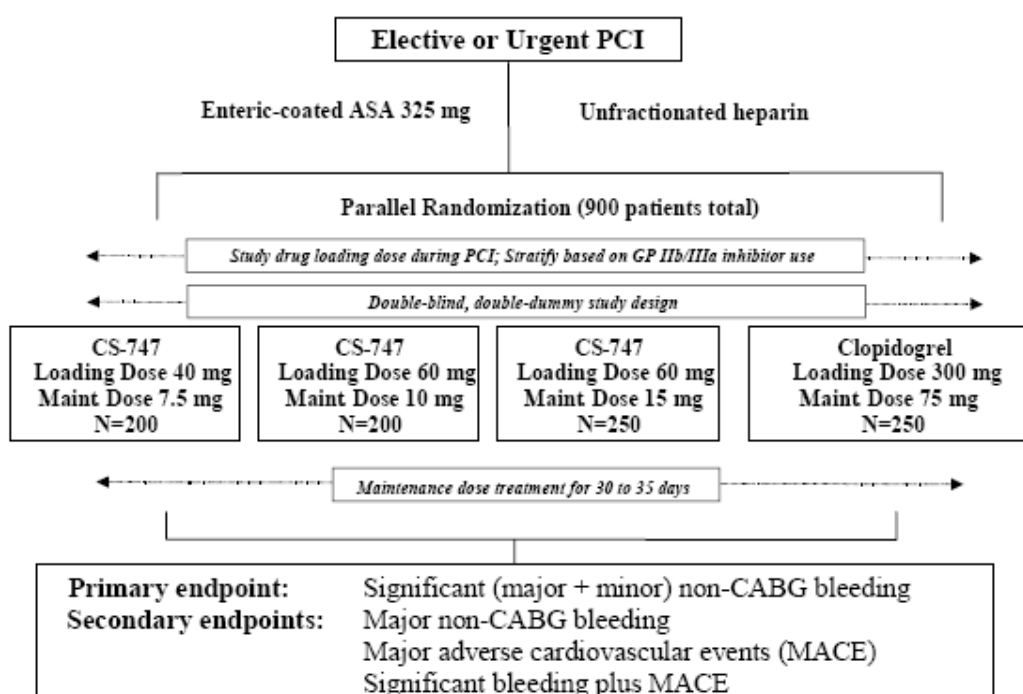 Elective or Urgent PCI
Enteric-coated ASA 325 mg
Unfractionated heparin
Parallel Randomization (900 patients total)
Study drug loading dose during PCI; Stratify based on GP IIb/IIIa inhibitor use
Double-blind, double-dummy study design
CS-747
Loading Dose 40 mg
Maint Dose 7.5 mg
N=200
CS-747
Loading Dose 60 mg
Maint Dose 10 mg
N=200
CS-747
Loading Dose 60 mg
Maint Dose 15 mg
N=250
Clopidogrel
Loading Dose 300 mg
Maint Dose 75 mg
N=250
Maintenance dose treatment for 30 to 35 days
Primary endpoint: Significant (major + minor) non-CABG bleeding
Secondary endpoints: Major non-CABG bleeding
Major adverse cardiovascular events (MACE)
Significant bleeding plus MACE